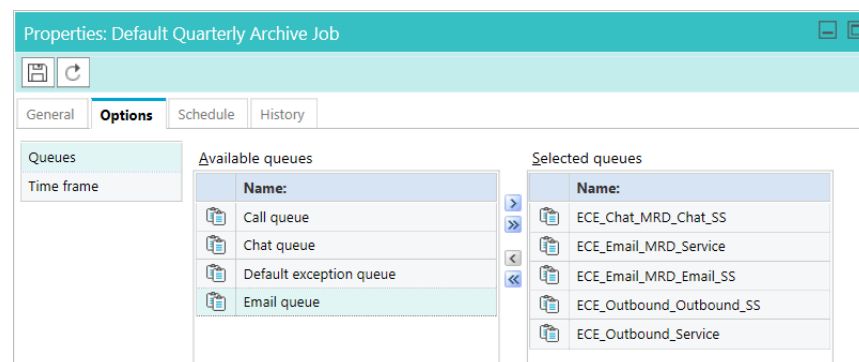 Properties: Default Quarterly Archive Job
General Options Schedule History
Queues
Time frame
Available queues
Name:
Call queue
Chat queue
Default exception queue
Email queue
Selected queues
Name:
ECE_Chat_MRD_Chat_SS
ECE_Email_MRD_Service
ECE_Email_MRD_Email_SS
ECE_Outbound_Outbound_SS
ECE_Outbound_Service